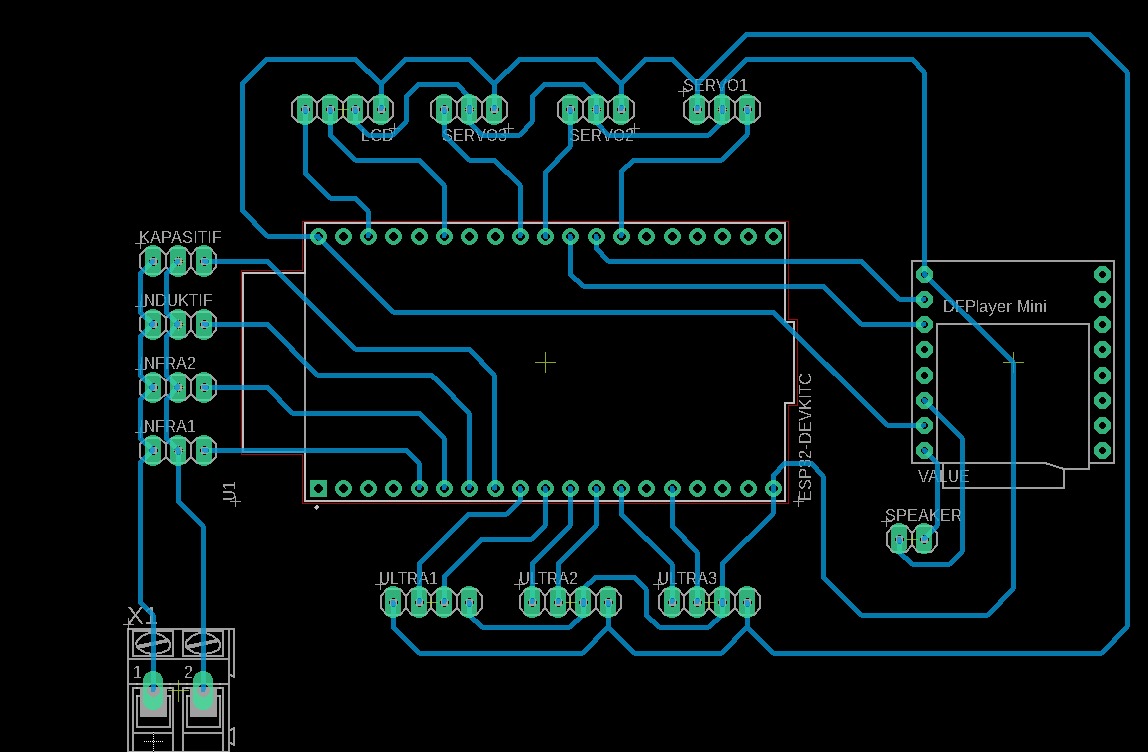 SERVO1
LCD
SERVO3
SERVO2
KAPASITIF
INDUKTIF
DFPlayer Mini
INFRA2
ESP32-DEVKITC
INFRA1
VALUE
U1
SPEAKER
ULTRA1
ULTRA2
ULTRA3
X1
1
2